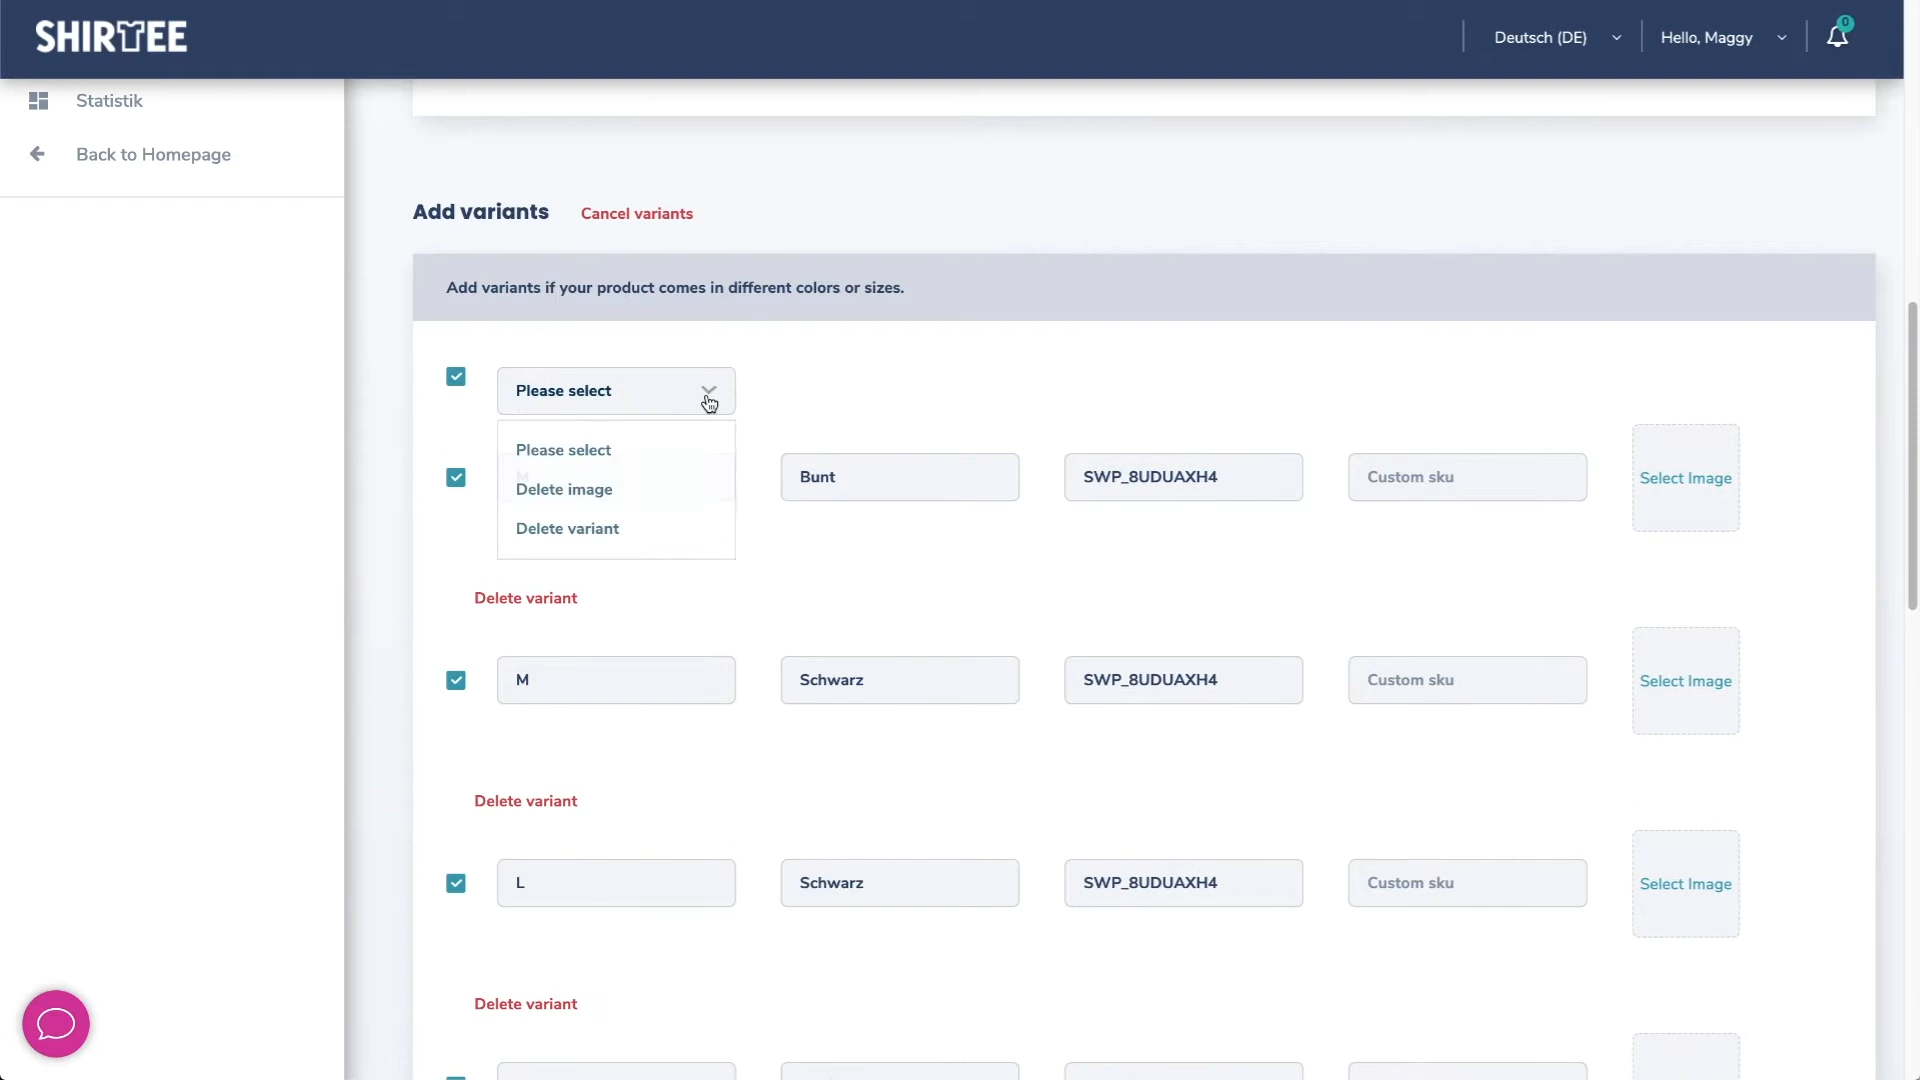 SHIRTEE
Deutsch (DE)
Hello, Maggy
0
Statistik
Back to Homepage
Add variants
Cancel variants
Add variants if your product comes in different colors or sizes.
Please select
Please select
M
Delete image
Delete variant
Bunt
SWP_8UDUAXH4
Custom sku
Select Image
Delete variant
M
Schwarz
SWP_8UDUAXH4
Custom sku
Select Image
Delete variant
L
Schwarz
SWP_8UDUAXH4
Custom sku
Select Image
Delete variant